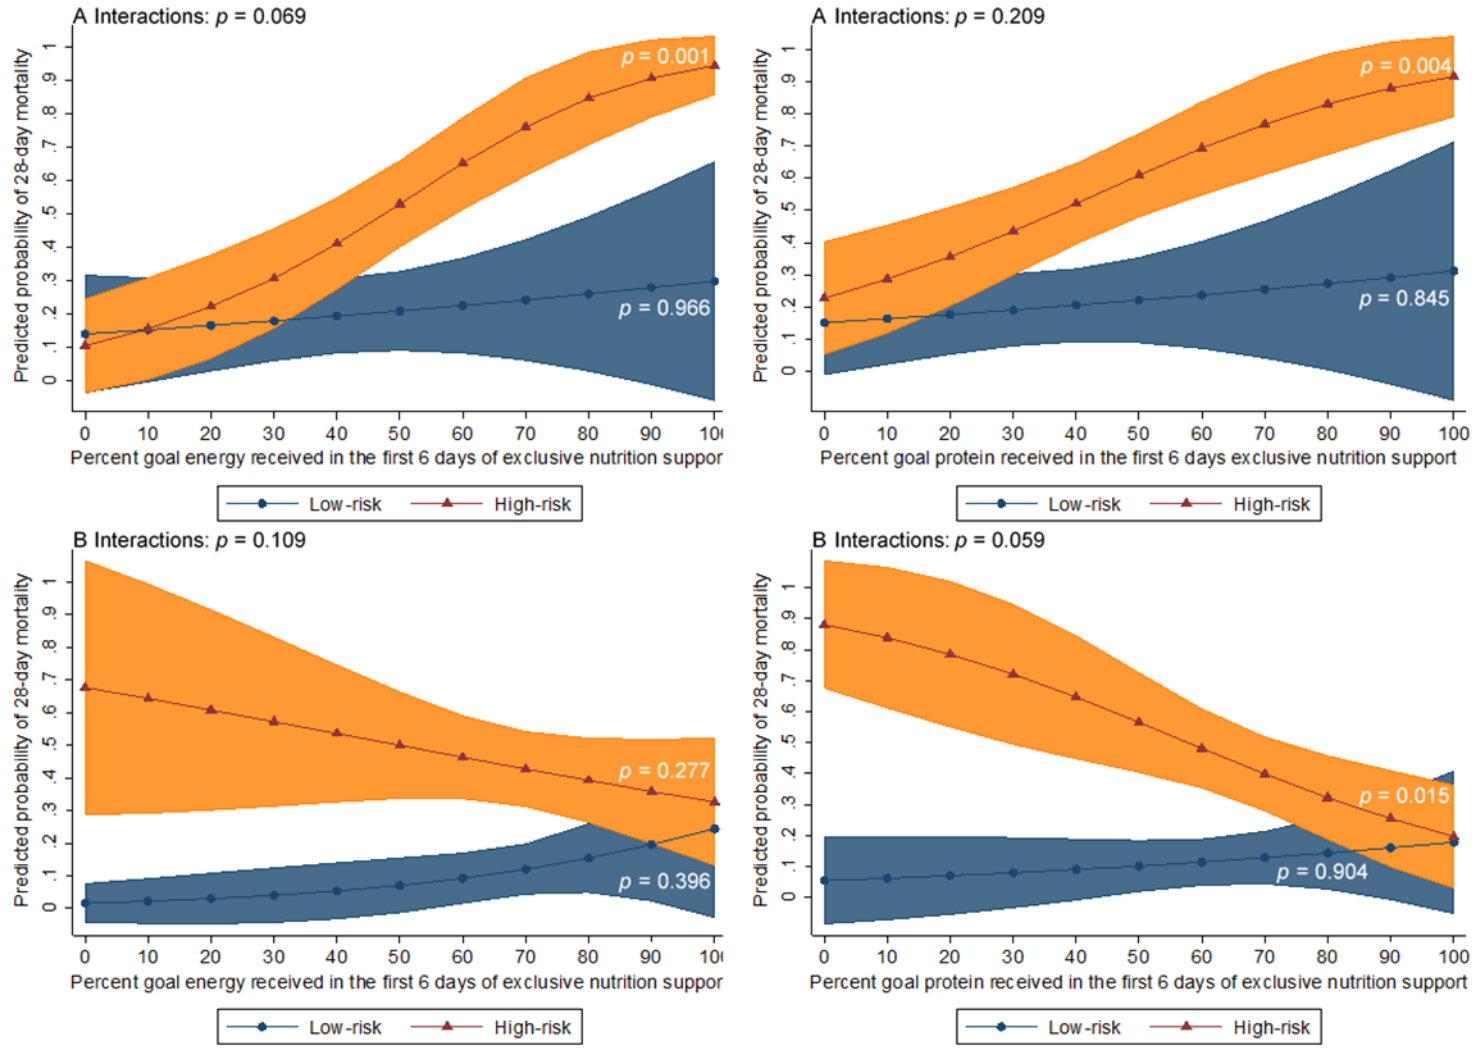 A Interactions: p = 0.069
Predicted probability of 28-day mortality
1
.9
.8
.7
.6
.5
.4
.3
.2
.1
0
p = 0.001
p = 0.966
0 10 20 30 40 50 60 70 80 90 100
Percent goal energy received in the first 6 days of exclusive nutrition suppor
Low-risk High-risk
A Interactions: p = 0.209
Predicted probability of 28-day mortality
1
.9
.8
.7
.6
.5
.4
.3
.2
.1
0
p = 0.004
p = 0.845
0 10 20 30 40 50 60 70 80 90 100
Percent goal protein received in the first 6 days exclusive nutrition support
Low-risk High-risk
B Interactions: p = 0.109
Predicted probability of 28-day mortality
1
.9
.8
.7
.6
.5
.4
.3
.2
.1
0
p = 0.277
p = 0.396
0 10 20 30 40 50 60 70 80 90 100
Percent goal energy received in the first 6 days of exclusive nutrition suppor
Low-risk High-risk
B Interactions: p = 0.059
Predicted probability of 28-day mortality
1
.9
.8
.7
.6
.5
.4
.3
.2
.1
0
p = 0.015
p = 0.904
0 10 20 30 40 50 60 70 80 90 100
Percent goal protein received in the first 6 days of exclusive nutrition support
Low-risk High-risk